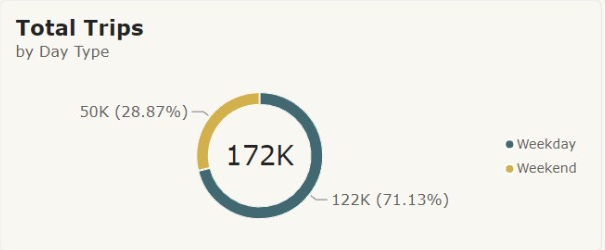 Total Trips
by Day Type
50K (28.87%)
172K
Weekday
Weekend
122K (71.13%)